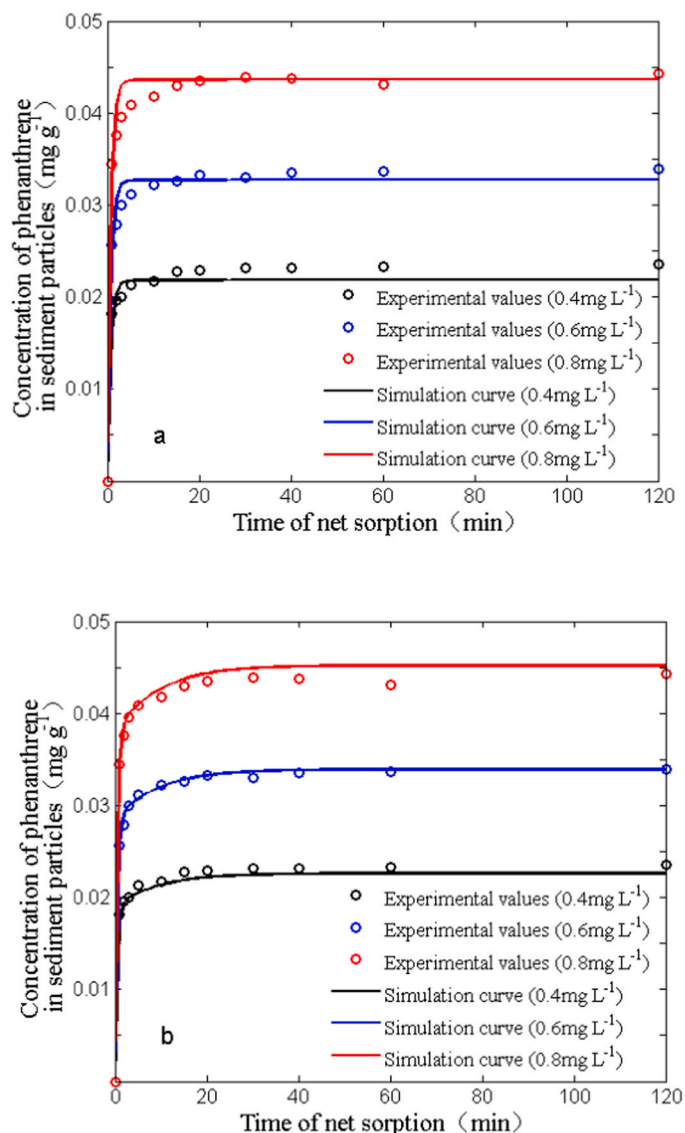 0.05
0.04
0.03
0.02
0.01
Concentration of phenanthrene
in sediment particles (mg g-1)
Experimental values (0.4mg L-1)
Experimental values (0.6mg L-1)
Experimental values (0.8mg L-1)
Simulation curve (0.4mg L-1)
Simulation curve (0.6mg L-1)
Simulation curve (0.8mg L-1)
a
0 20 40 60 80 100 120
Time of net sorption (min)
0.05
0.04
0.03
0.02
0.01
Concentration of phenanthrene
in sediment particles (mg g-1)
Experimental values (0.4mg L-1)
Experimental values (0.6mg L-1)
Experimental values (0.8mg L-1)
Simulation curve (0.4mg L-1)
Simulation curve (0.6mg L-1)
Simulation curve (0.8mg L-1)
b
0 20 40 60 80 100 120
Time of net sorption (min)